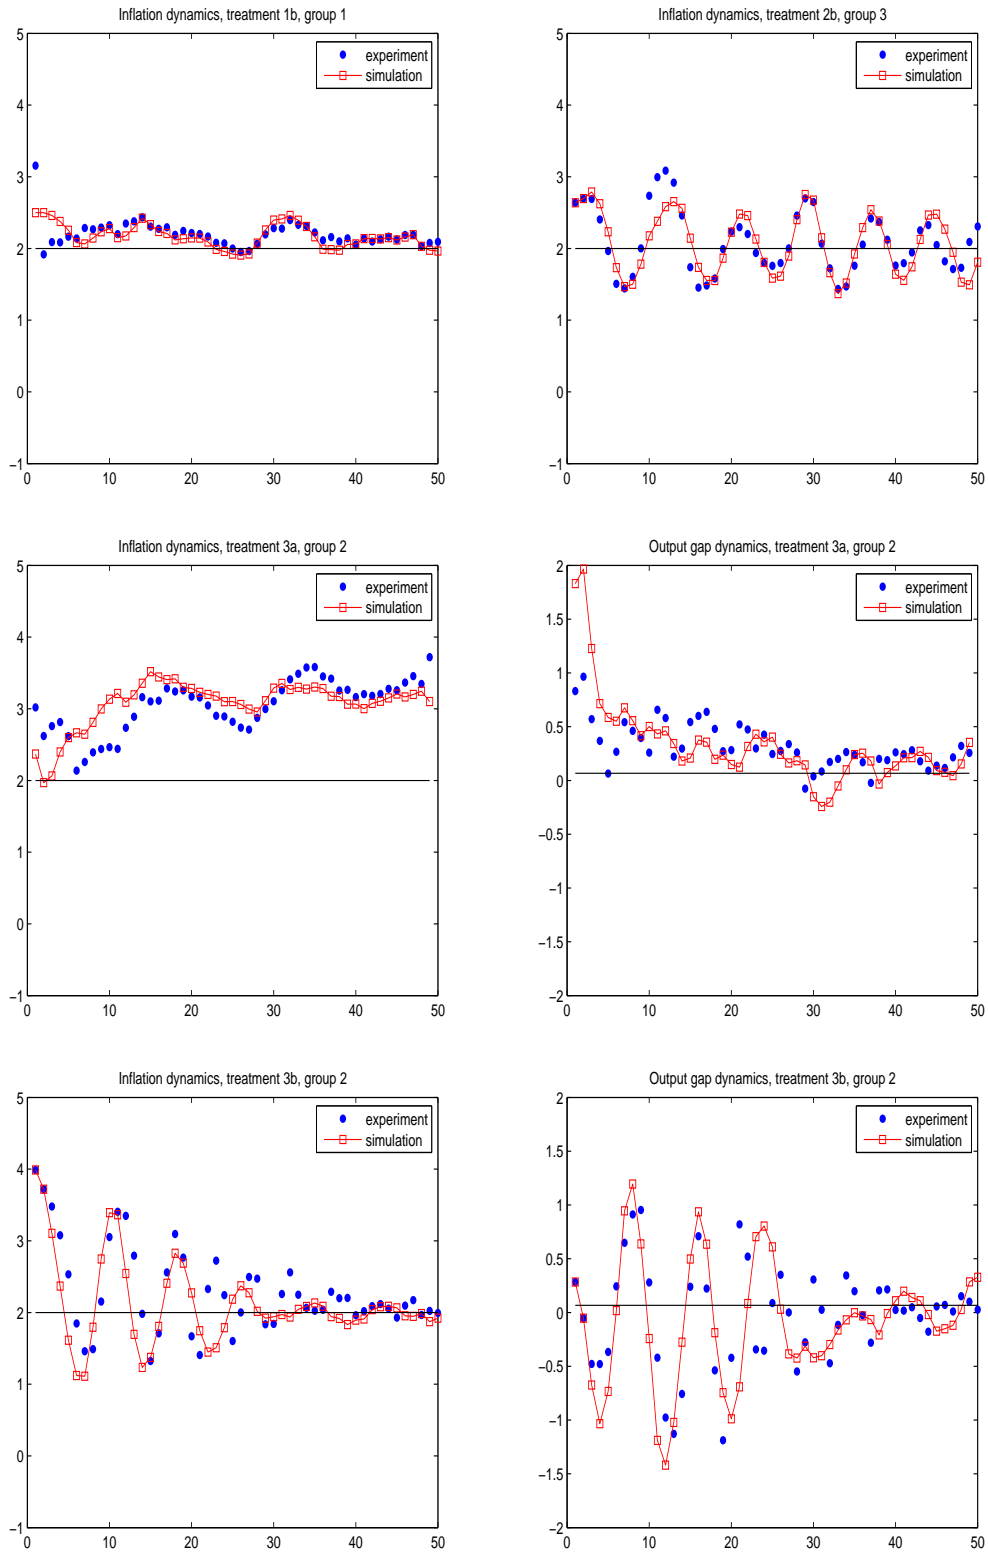 Inflation dynamics, treatment 1b, group 1
5
4
3
2
1
0
−1
0 10 20 30 40 50
experiment
simulation
Inflation dynamics, treatment 2b, group 3
5
4
3
2
1
0
−1
0 10 20 30 40 50
experiment
simulation
Inflation dynamics, treatment 3a, group 2
5
4
3
2
1
0
−1
0 10 20 30 40 50
experiment
simulation
Output gap dynamics, treatment 3a, group 2
2
1.5
1
0.5
0
−0.5
−1
−1.5
−2
0 10 20 30 40 50
experiment
simulation
Inflation dynamics, treatment 3b, group 2
5
4
3
2
1
0
−1
0 10 20 30 40 50
experiment
simulation
Output gap dynamics, treatment 3b, group 2
2
1.5
1
0.5
0
−0.5
−1
−1.5
−2
0 10 20 30 40 50
experiment
simulation